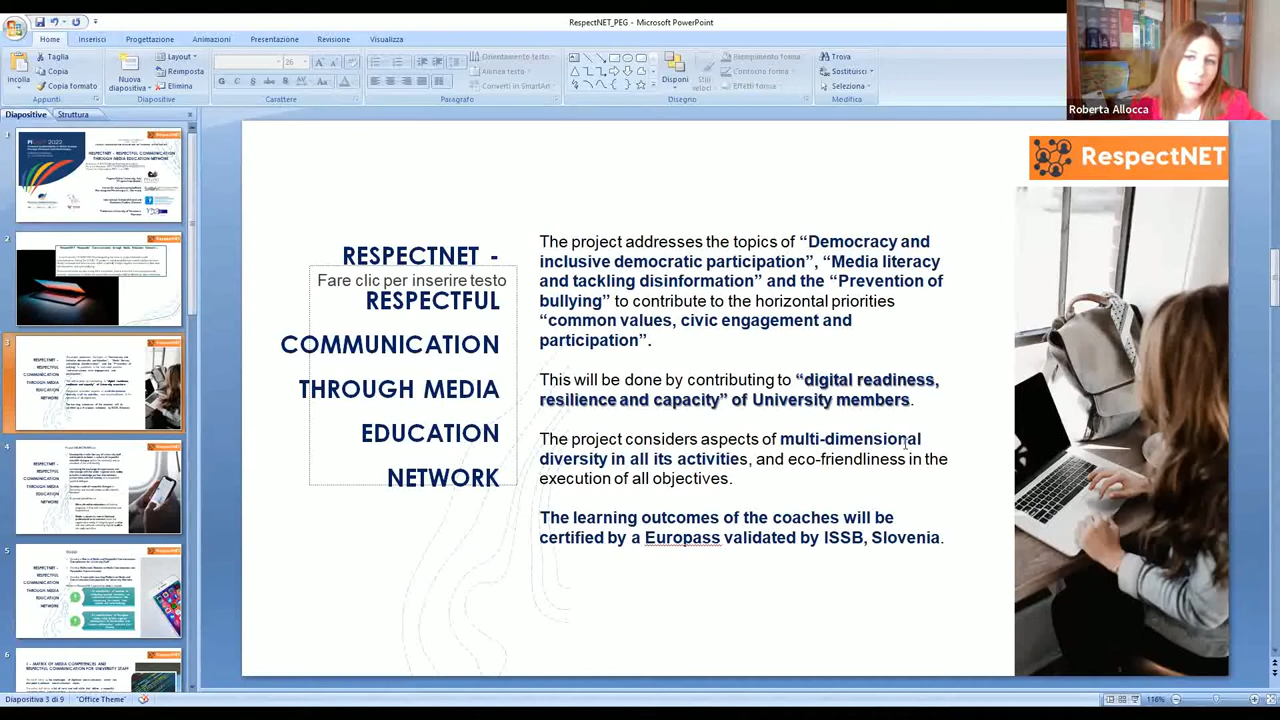 RespectNET_PEG - Microsoft PowerPoint
Home
Inserisci
Progettazione
Animazioni
Presentazione
Revisione
Visualizza
Incolla
Taglia
Copia
Copia formato
Appunti
Nuova
diapositiva
Layout
Reimposta
Elimina
Diapositive
26
Carattere
Orientamento testo
Allinea testo
Converti in SmartArt
Paragrafo
Disponi
Stili
veloci
Riempimento forma
Contorno forma
Effetti forma
Disegno
Trova
Sostituisci
Seleziona
Modifica
Roberta Allocca
Diapositive
Struttura
1
2
3
4
5
6
RespectNET
RESPECTNET -
Fare clic per inserire testo
RESPECTFUL
COMMUNICATION
THROUGH MEDIA
EDUCATION
NETWORK
The project addresses the topics of “Democracy and
inclusive democratic participation”, “Media literacy
and tackling disinformation” and the “Prevention of
bullying” to contribute to the horizontal priorities
“common values, civic engagement and
participation”.
This will be done by contributing to “digital readiness,
resilience and capacity” of University members.
The project considers aspects of multi-dimensional
diversity in all its activities, and eco-friendliness in the
execution of all objectives.
The learning outcomes of the coaches will be
certified by a Europass validated by ISSB, Slovenia.
Diapositiva 3 di 9
"Office Theme"
116%